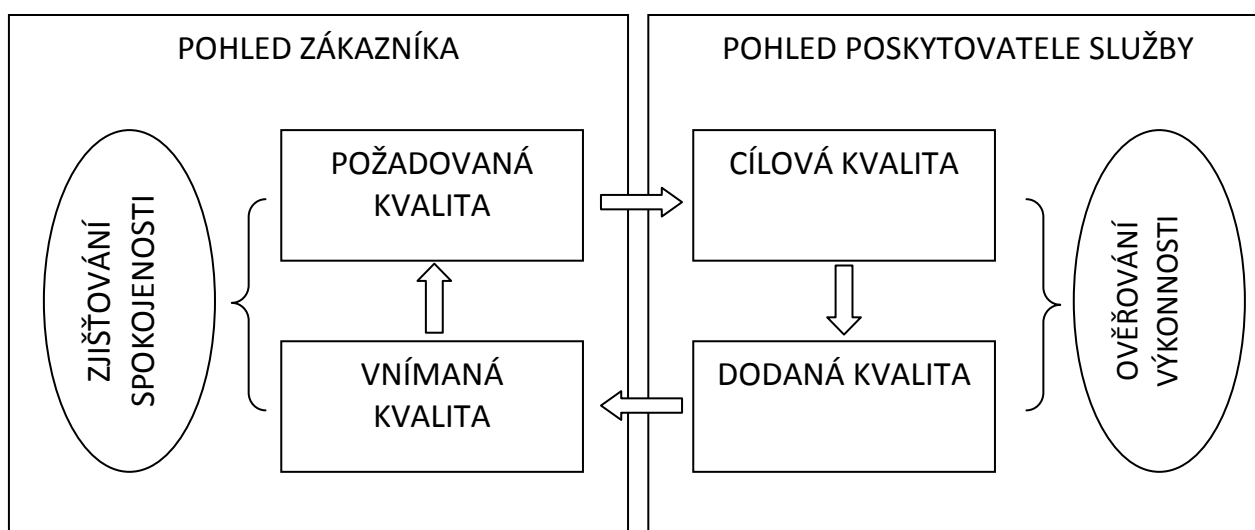 POHLED ZÁKAZNÍKA
ZJIŠŤOVÁNÍ
SPOKOJENOSTI
POŽADOVANÁ
KVALITA
VNÍMANÁ
KVALITA
POHLED POSKYTOVATELE SLUŽBY
CÍLOVÁ KVALITA
DODANÁ KVALITA
OVĚŘOVÁNÍ
VÝKONNOSTI